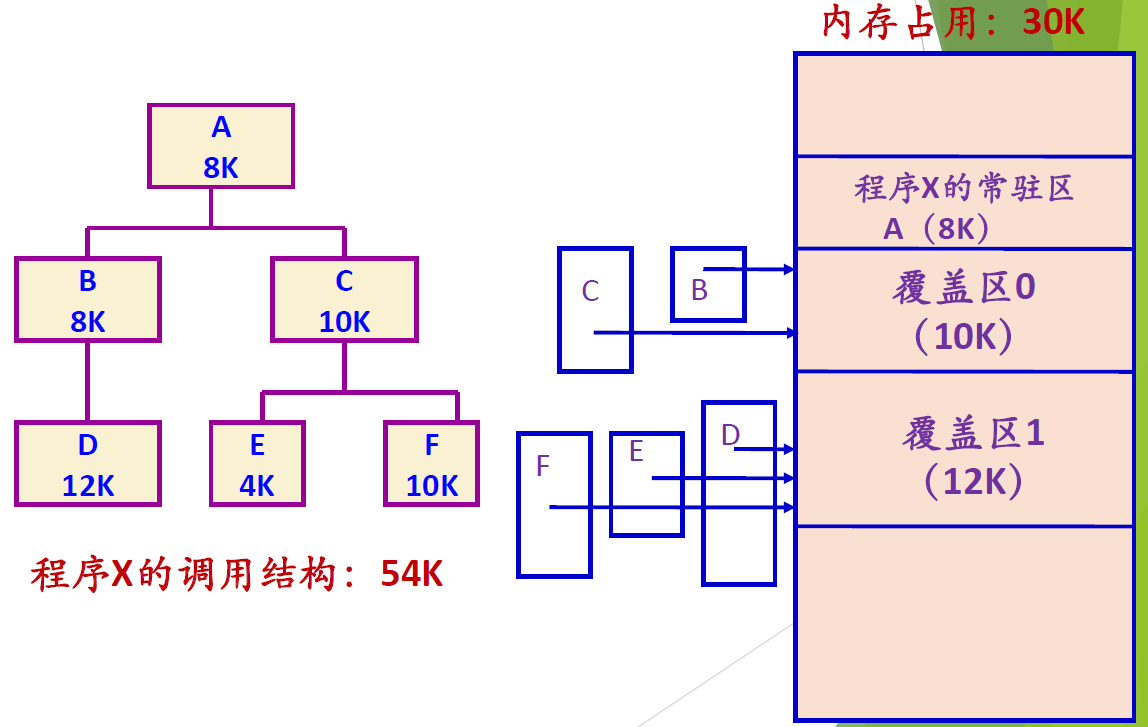 内存占用：30K
A
8K
B
8K
C
10K
D
12K
E
4K
F
10K
程序X的调用结构：54K
C
B
F
E
D
程序X的常驻区
A（8K）
覆盖区0
（10K）
覆盖区1
（12K）